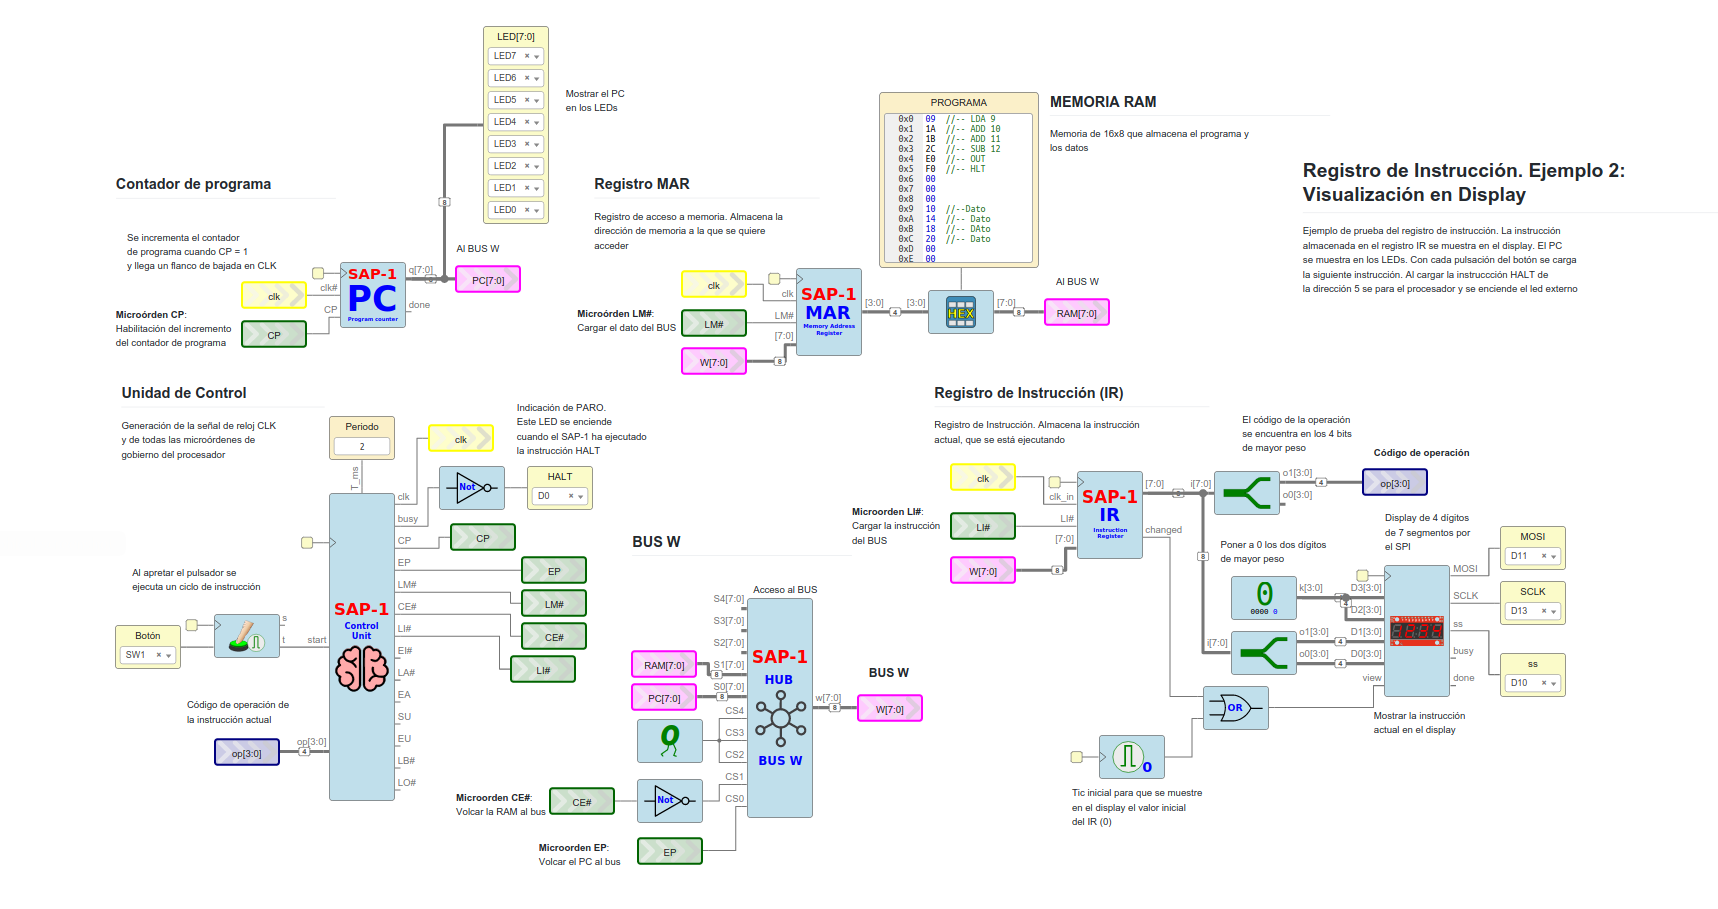 LED[7:0]
LED7
LED6
LED5
LED4
LED3
LED2
LED1
LED0
8
Mostrar el PC
en los LEDs
Contador de programa
Se incrementa el contador
de programa cuando CP = 1
y llega un flanco de bajada en CLK
clk
Microórden CP:
Habilitación del incremento
del contador de programa
CP
clk#
CP
SAP-1
PC
Program counter
q[7:0]
done
Al BUS W
PC[7:0]
Registro MAR
Registro de acceso a memoria. Almacena la
dirección de memoria a la que se quiere
acceder
clk
Microórden LM#:
Cargar el dato del BUS
LM#
W[7:0]
8
clk
LM#
[7:0]
SAP-1
MAR
Memory Address
Register
[3:0]
4
[3:0]
HEX
[7:0]
8
Al BUS W
RAM[7:0]
PROGRAMA
0x0 09 //-- LDA 9
0x1 1A //-- ADD 10
0x2 1B //-- ADD 11
0x3 2C //-- SUB 12
0x4 E0 //-- OUT
0x5 F0 //-- HLT
0x6 00
0x7 00
0x8 00
0x9 10 //--Dato
0xA 14 //-- Dato
0xB 18 //-- DAto
0xC 20 //-- Dato
0xD 00
0xE 00
MEMORIA RAM
Memoria de 16x8 que almacena el programa y
los datos
Registro de Instrucción. Ejemplo 2:
Visualización en Display
Ejemplo de prueba del registro de instrucción. La instrucción
almacenada en el registro IR se muestra en el display. El PC
se muestra en los LEDs. Con cada pulsación del botón se carga
la siguiente instrucción. Al cargar la instruccción HALT de
la dirección 5 se para el procesador y se enciende el led externo
Unidad de Control
Generación de la señal de reloj CLK
y de todas las microórdenes de
gobierno del procesador
Periodo
2
T_ms
clk
Indicación de PARO.
Este LED se enciende
cuando el SAP-1 ha ejecutado
la instrucción HALT
Not
HALT
D0
clk
busy
CP
EP
LM#
CE#
LI#
EI#
LA#
EA
SU
EU
LB#
LO#
CP
EP
LM#
CE#
LI#
SAP-1
Control
Unit
Al apretar el pulsador se
ejecuta un ciclo de instrucción
Botón
SW1
s
t
start
Código de operación de
la instrucción actual
op[3:0]
op[3:0]
4
BUS W
Acceso al BUS
S4[7:0]
S3[7:0]
S2[7:0]
S1[7:0]
S0[7:0]
CS4
CS3
CS2
CS1
CS0
RAM[7:0]
8
PC[7:0]
8
0
SAP-1
HUB
BUS W
w[7:0]
8
BUS W
W[7:0]
Microorden CE#:
Volcar la RAM al bus
CE#
Not
Microorden EP:
Volcar el PC al bus
EP
Registro de Instrucción (IR)
Registro de Instrucción. Almacena la instrucción
actual, que se está ejecutando
clk
Microorden LI#:
Cargar la instrucción
del BUS
LI#
W[7:0]
8
clk_in
LI#
[7:0]
SAP-1
IR
Instruction
Register
[7:0]
8
changed
i[7:0]
El código de la operación
se encuentra en los 4 bits
de mayor peso
o1[3:0]
o0[3:0]
4
Código de operación
op[3:0]
8
Poner a 0 los dos dígitos
de mayor peso
0
0000 0
k[3:0]
4
i[7:0]
o1[3:0]
o0[3:0]
4
4
Display de 4 dígitos
de 7 segmentos por
el SPI
D3[3:0]
D2[3:0]
D1[3:0]
D0[3:0]
view
MOSI
SCLK
ss
busy
done
MOSI
D11
SCLK
D13
ss
D10
Mostrar la instrucción
actual en el display
OR
0
Tic inicial para que se muestre
en el display el valor inicial
del IR (0)